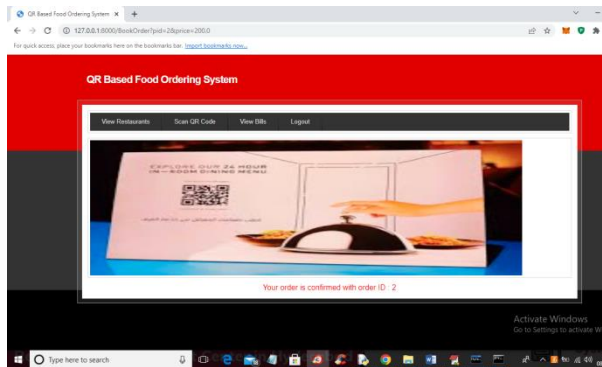 QR Based Food Ordering System
127.0.0.1:8000/BookOrder?pid=2&price=200.0
For quick access, place your bookmarks here on the bookmarks bar. Import bookmarks now...
QR Based Food Ordering System
View Restaurants Scan QR Code View Bills Logout
EXPLORE OUR 24 HOUR
IN-ROOM DINING MENU
Your order is confirmed with order ID : 2
Activate Windows
Go to Settings to activate W
Type here to search